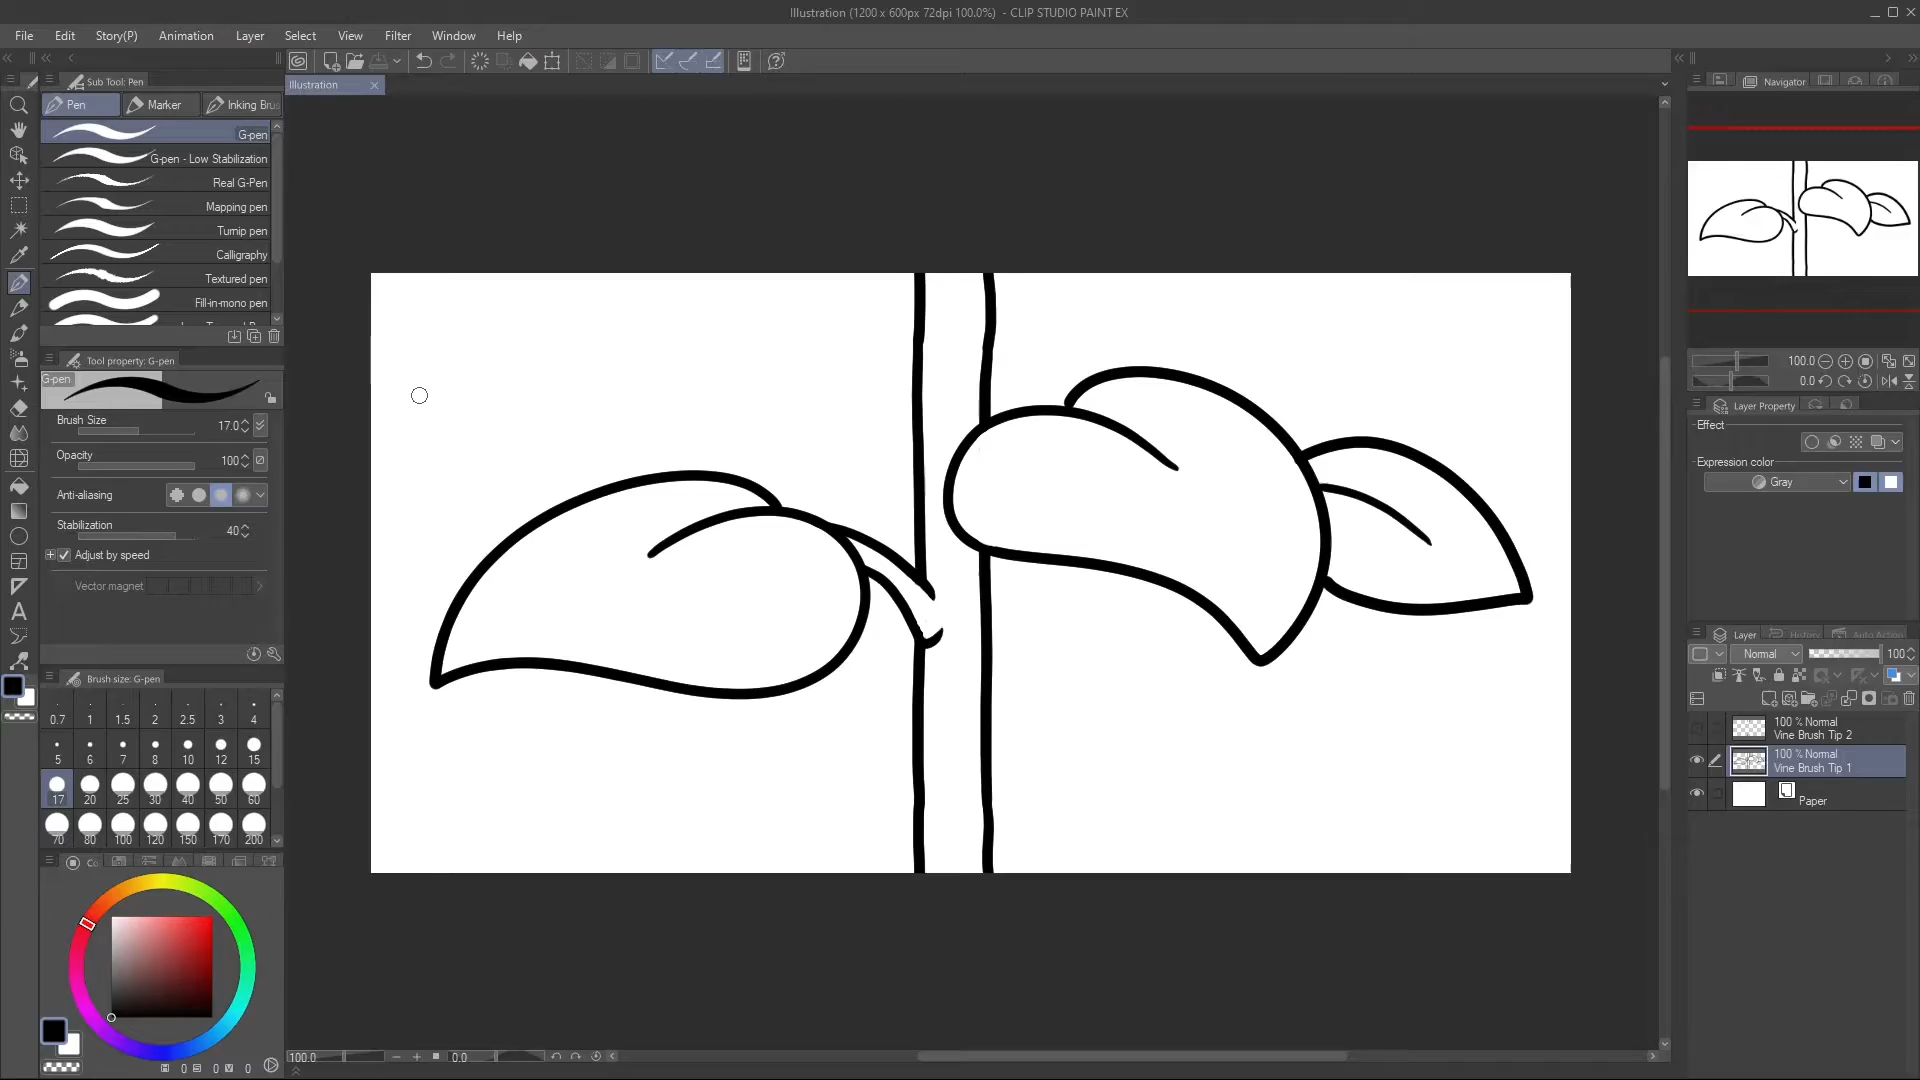 Illustration (1200 x 600px 72dpi 100.0%) - CLIP STUDIO PAINT EX
File Edit Story(P) Animation Layer Select View Filter Window Help
Sub Tool: Pen
Illustration
Navigator
Pen Marker Inking Brus
G-pen
G-pen - Low Stabilization
Real G-Pen
Mapping pen
Turnip pen
Calligraphy
Textured pen
Fill-in-mono pen
Tool property: G-pen
G-pen
Brush Size 17.0
Opacity 100
Anti-aliasing
Stabilization 40
Adjust by speed
Vector magnet
Brush size: G-pen
0.7 1 1.5 2 2.5 3 4
5 6 7 8 10 12 15
17 20 25 30 40 50 60
70 80 100 120 150 170 200
0 0 0
100.0 0.0
100.0
0.0
Layer Property
Effect
Expression color
Gray
Layer History Auto Action
Normal 100
100 % Normal
Vine Brush Tip 2
100 % Normal
Vine Brush Tip 1
Paper